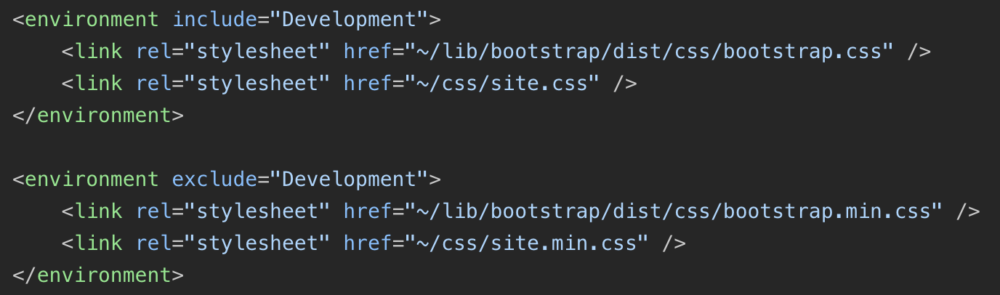 <environment include="Development">
    <link rel="stylesheet" href="~/lib/bootstrap/dist/css/bootstrap.css" />
    <link rel="stylesheet" href="~/css/site.css" />
</environment>

<environment exclude="Development">
    <link rel="stylesheet" href="~/lib/bootstrap/dist/css/bootstrap.min.css" />
    <link rel="stylesheet" href="~/css/site.min.css" />
</environment>